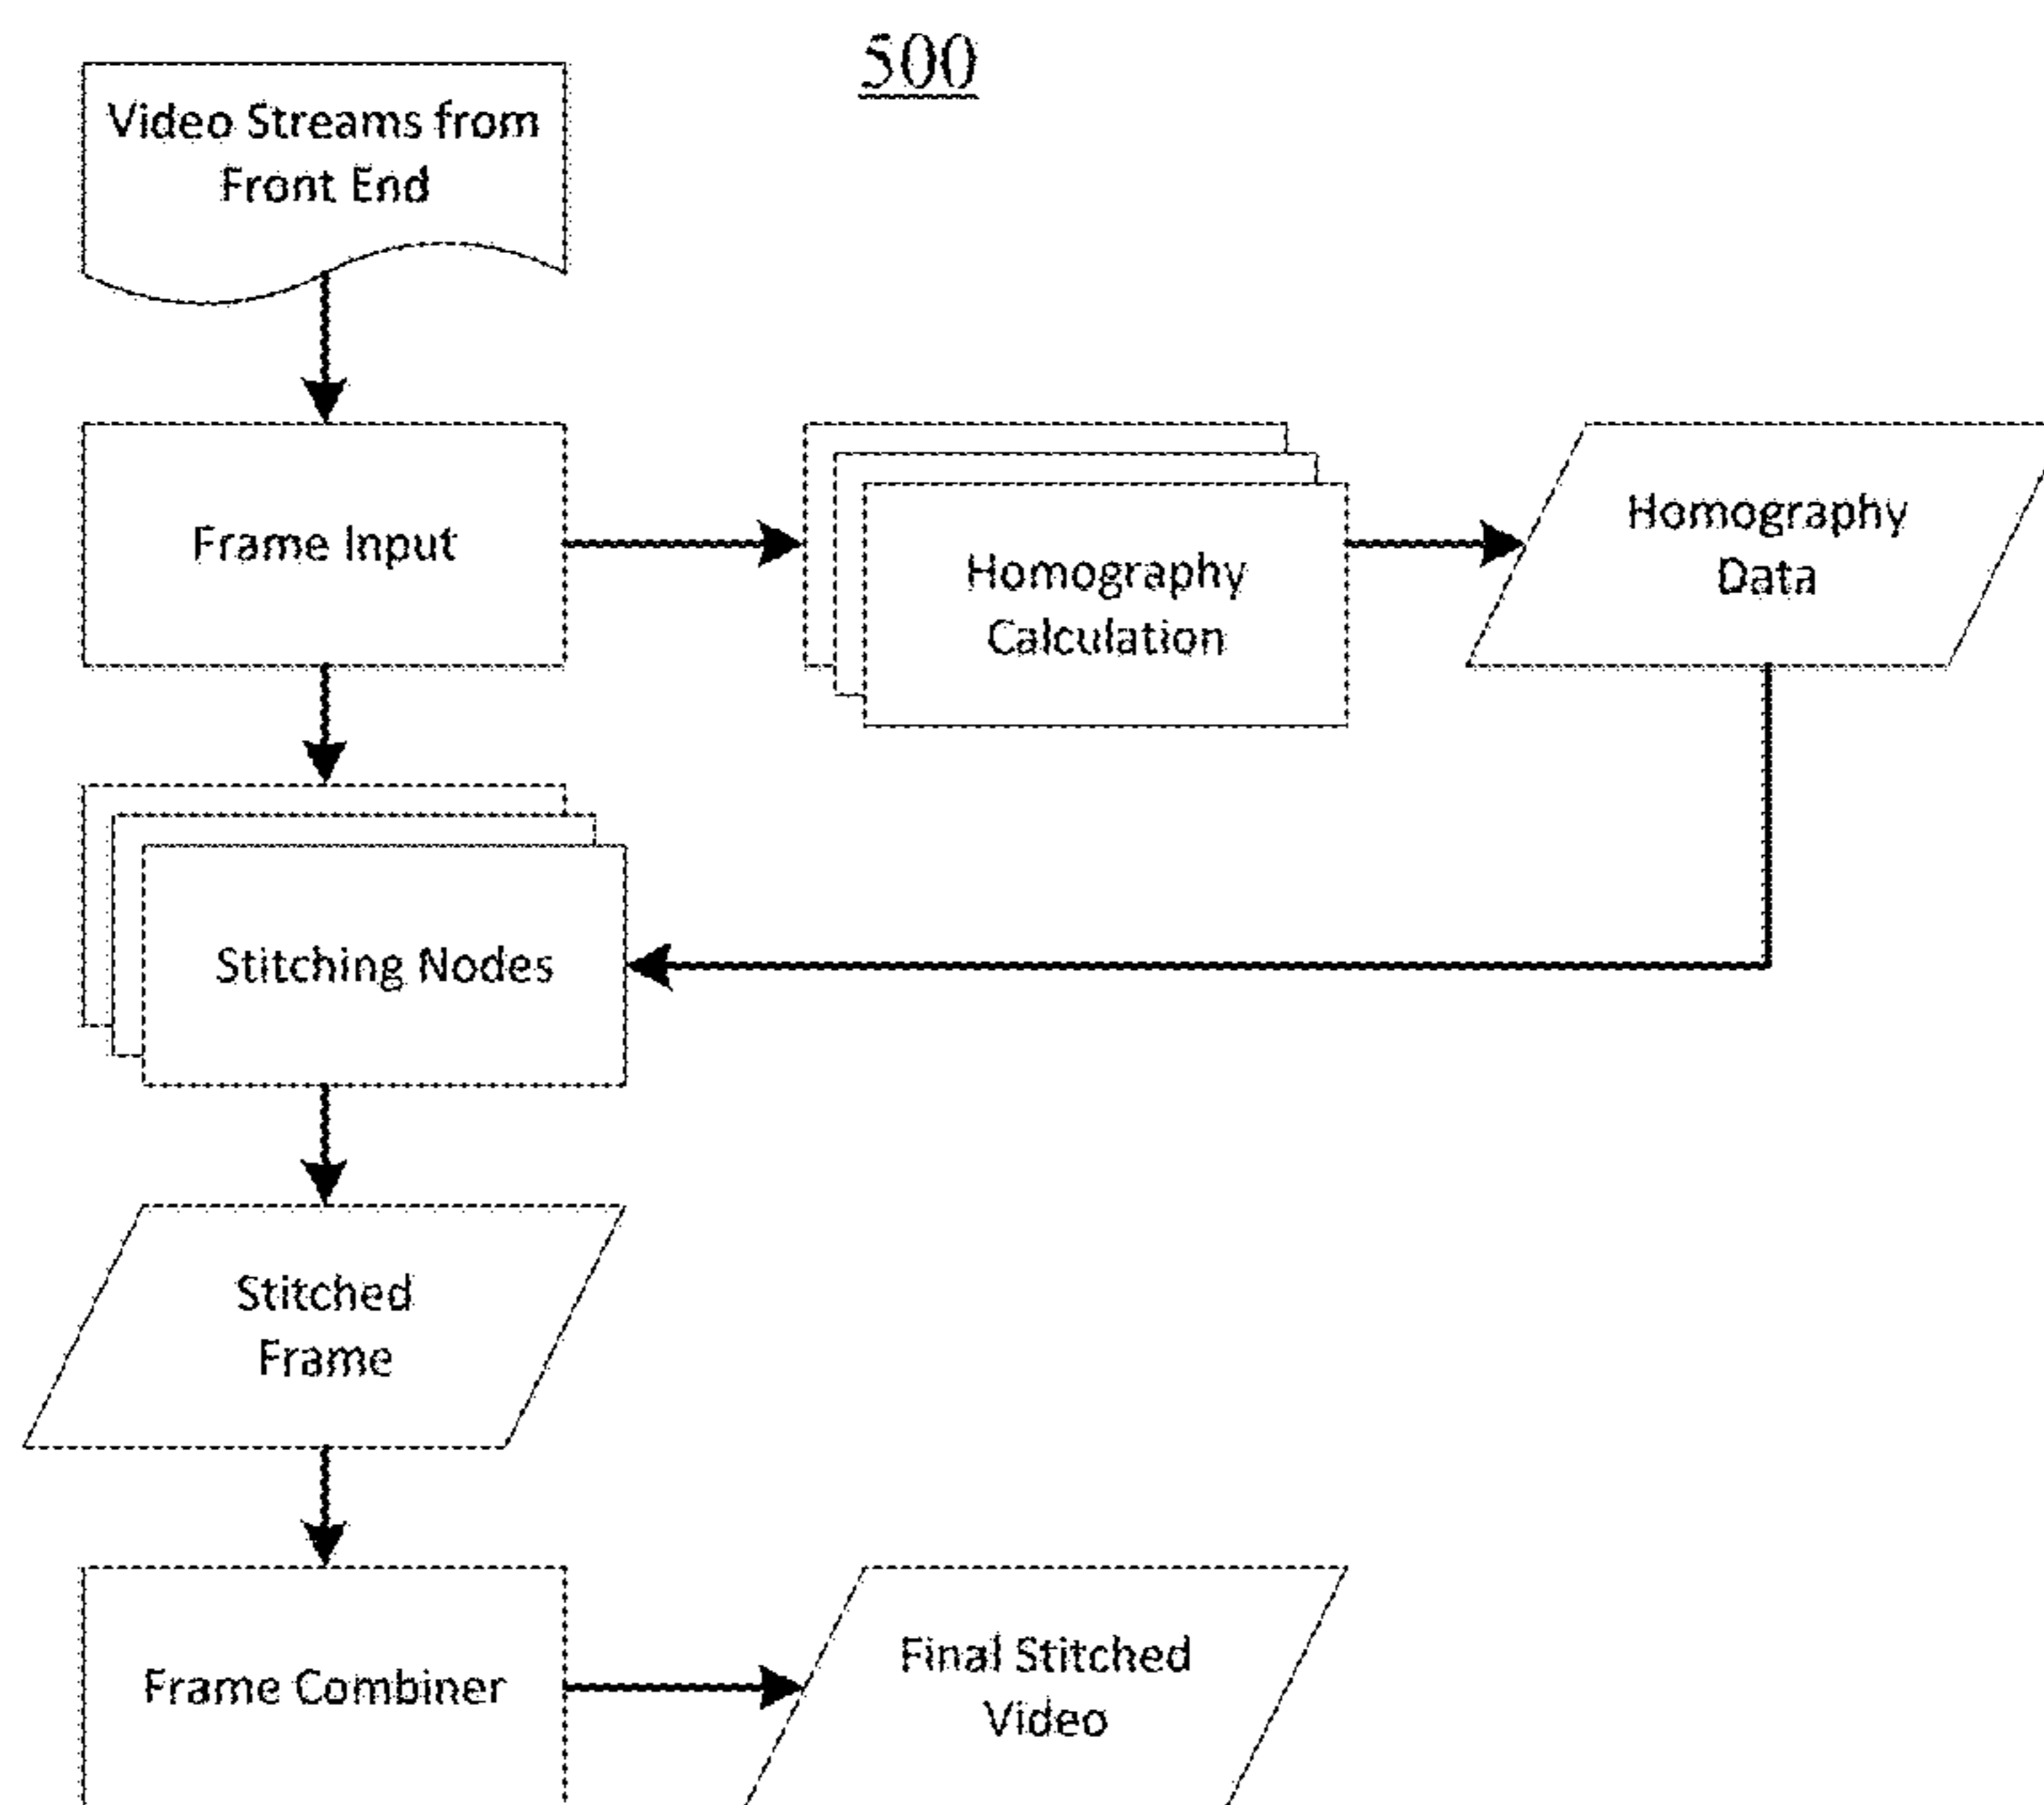 500
Video Streams from
Front End
Frame Input
Homography
Calculation
Homography
Data
Stitching Nodes
Stitched
Frame
Frame Combiner
Final Stitched
Video